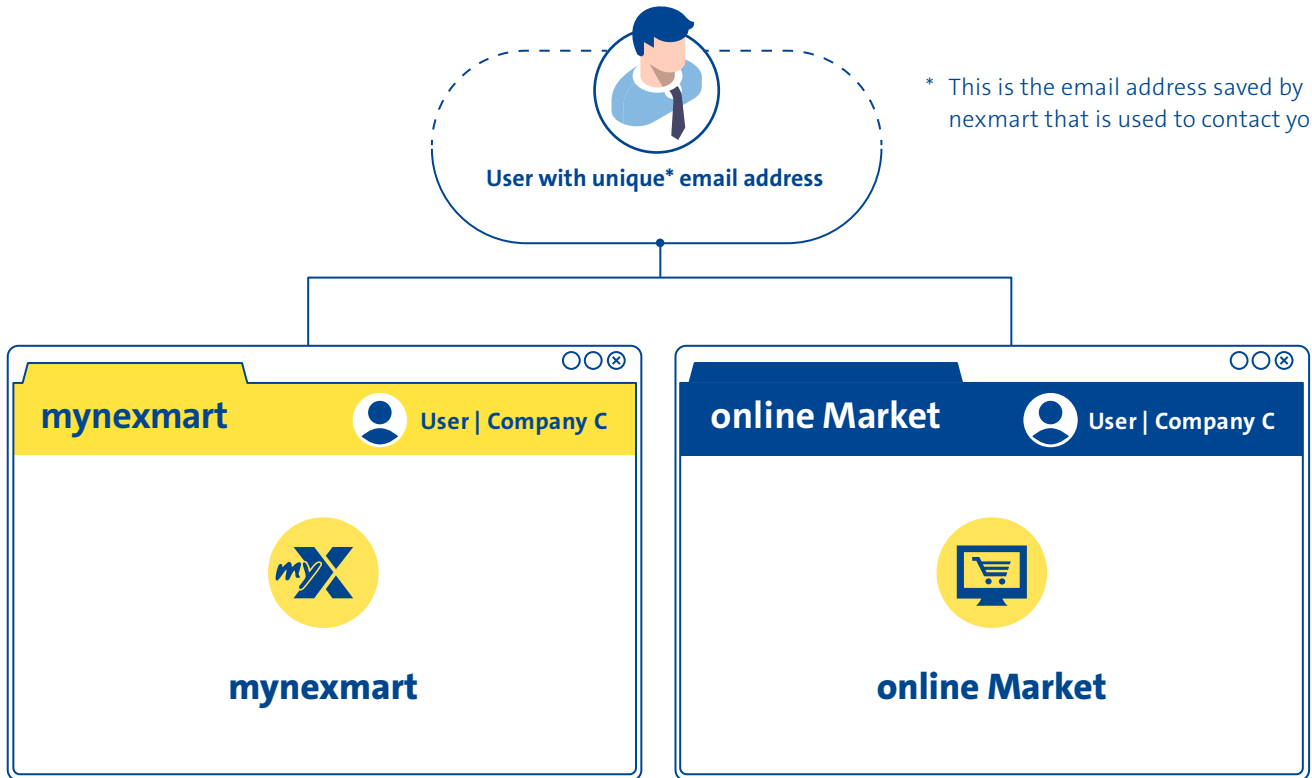 * This is the email address saved by
nexmart that is used to contact yo
User with unique* email address
mynexmart
User | Company C
online Market
User | Company C
myX
mynexmart
online Market